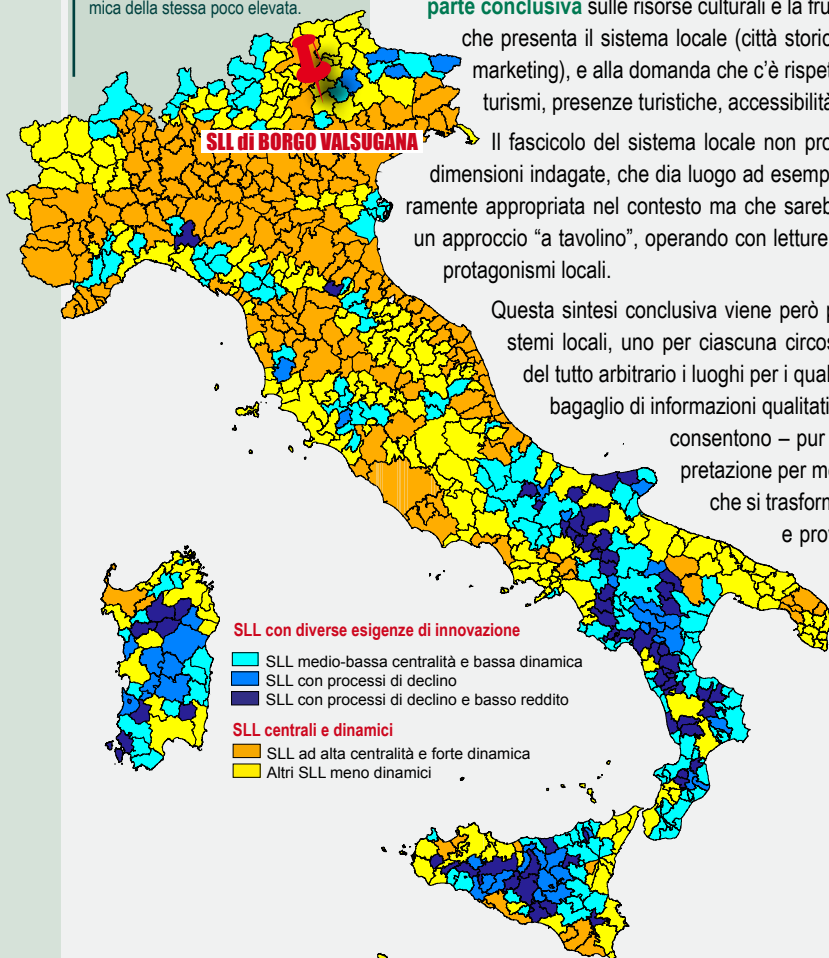 mica della stessa poco elevata.
parte conclusiva sulle risorse culturali e la fru
che presenta il sistema locale (città storic
marketing), e alla domanda che c'è rispet
turismi, presenze turistiche, accessibilità
SLL di BORGO VALSUGANA
Il fascicolo del sistema locale non pro
dimensioni indagate, che dia luogo ad esemp
ramente appropriata nel contesto ma che sareb
un approccio “a tavolino”, operando con letture
protagonismi locali.
Questa sintesi conclusiva viene però p
stemi locali, uno per ciascuna circos
del tutto arbitrario i luoghi per i qual
bagaglio di informazioni qualitati
consentono – pur
pretazione per me
che si trasform
e prot
SLL con diverse esigenze di innovazione
SLL medio-bassa centralità e bassa dinamica
SLL con processi di declino
SLL con processi di declino e basso reddito
SLL centrali e dinamici
SLL ad alta centralità e forte dinamica
Altri SLL meno dinamici